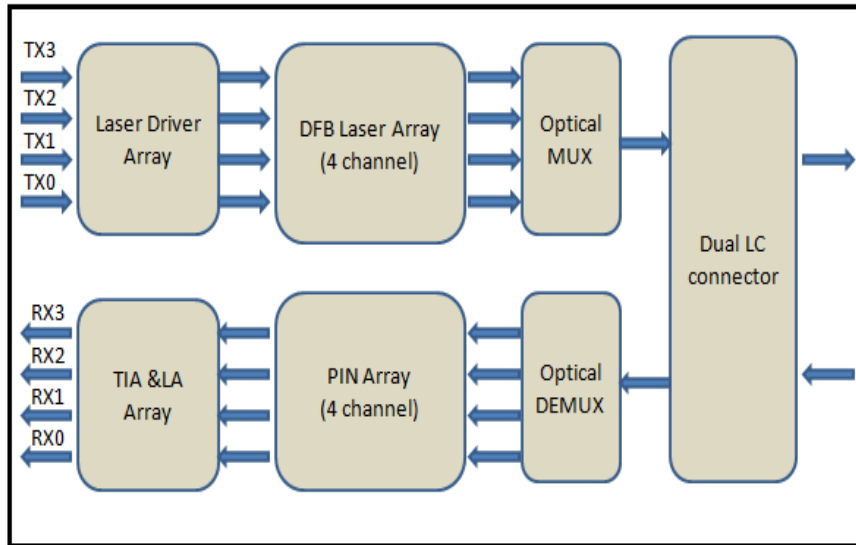 TX3
TX2
TX1
TX0
Laser Driver
Array
DFB Laser Array
(4 channel)
Optical
MUX
Dual LC
connector
RX3
RX2
RX1
RX0
TIA &LA
Array
PIN Array
(4 channel)
Optical
DEMUX